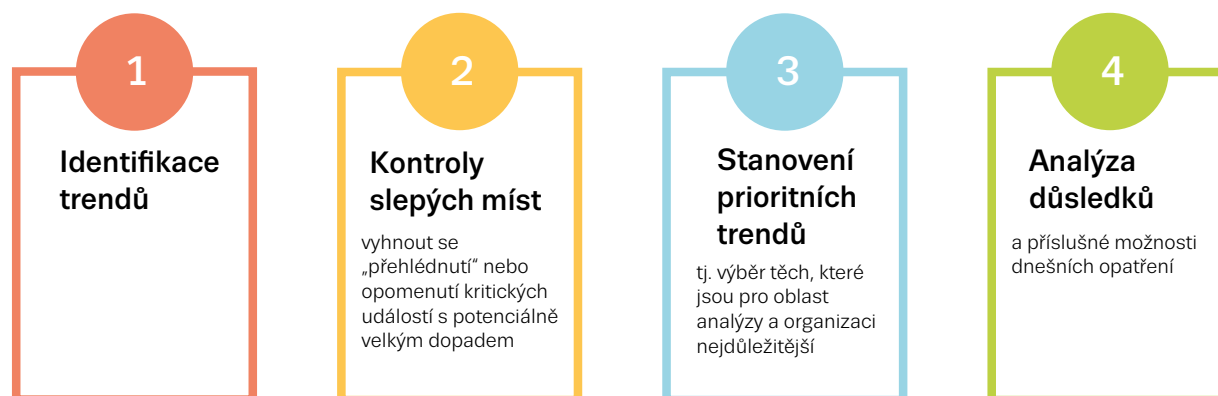 1
Identifikace
trendů
2
Kontroly
slepých míst
vyhnout se
„přehlédnutí“ nebo
opomenutí kritických
událostí s potenciálně
velkým dopadem
3
Stanovení
prioritních
trendů
tj. výběr těch, které
jsou pro oblast
analýzy a organizaci
nejdůležitější
4
Analýza
důsledků
a příslušné možnosti
dnešních opatření